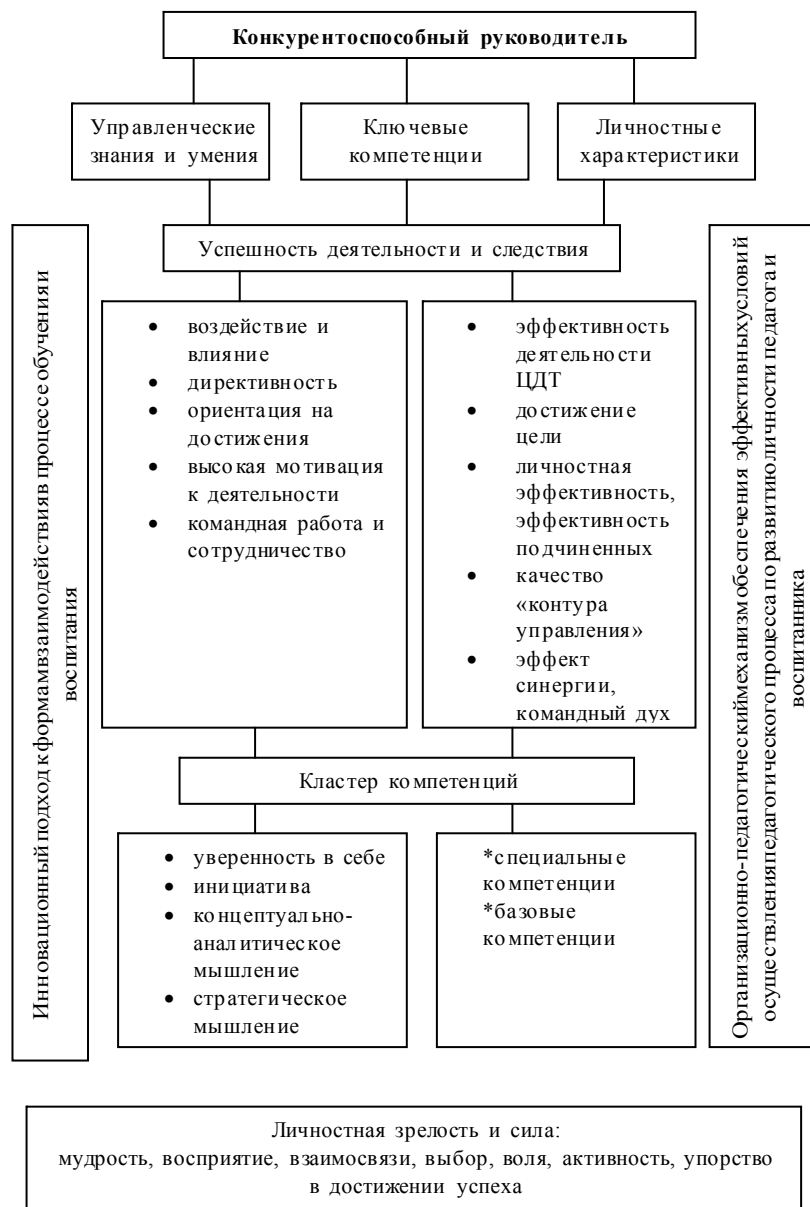 Конкурентоспособный руководитель
Управленческие
знания и умения
Ключевые
компетенции
Личностные
характеристики
Инновационный подход к формам взаимодействия в процессе обучения и
воспитания
Успешность деятельности и следствия
• воздействие и
влияние
• директивность
• ориентация на
достижения
• высокая мотивация
к деятельности
• командная работа и
сотрудничество
• эффективность
деятельности
ЦДТ
• достижение
цели
• личностная
эффективность,
эффективность
подчиненных
• качество
«контура
управления»
• эффект
синергии,
командный дух
Кластер компетенций
• уверенность в себе
• инициатива
• концептуально-
аналитическое
мышление
• стратегическое
мышление
*специальные
компетенции
*базовые
компетенции
Организационно-педагогический механизм обеспечения эффективных условий
осуществления педагогического процесса по развитию личности педагога и
воспитанника
Личностная зрелость и сила:
мудрость, восприятие, взаимосвязи, выбор, воля, активность, упорство
в достижении успеха